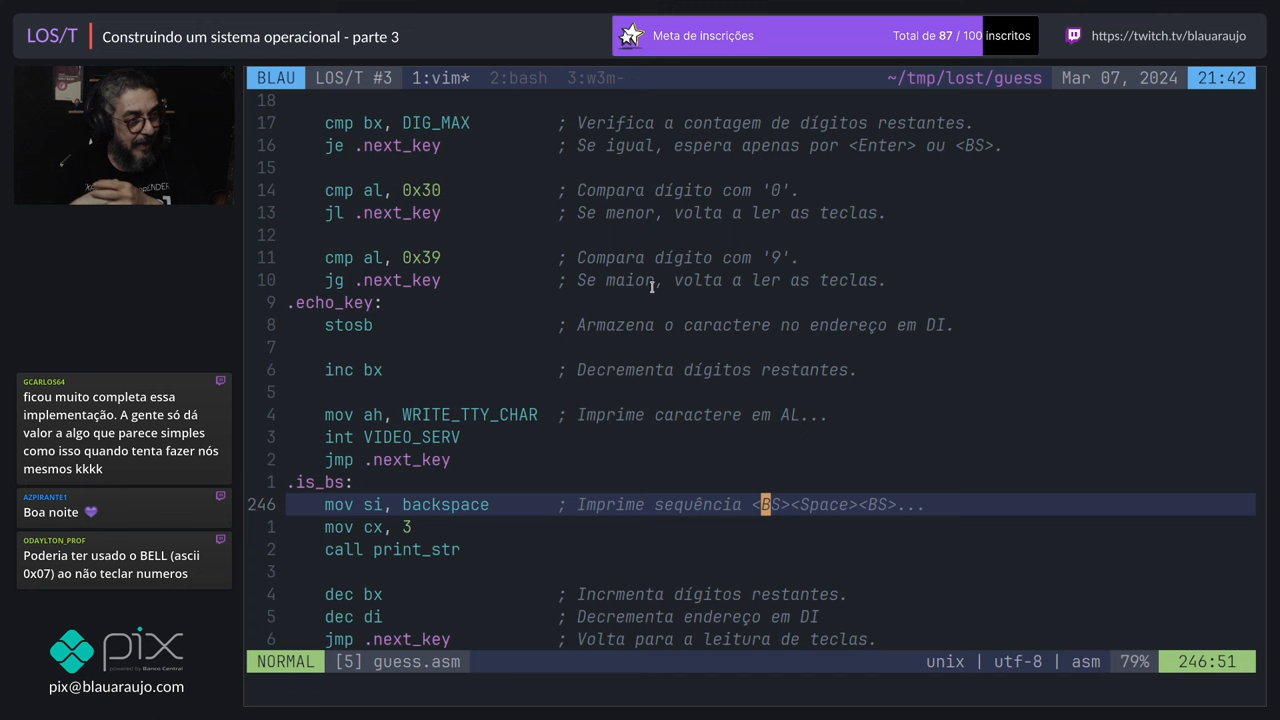 LOS/T Construindo um sistema operacional - parte 3
Meta de inscrições Total de 87 / 100 inscritos
https://twitch.tv/blauaraujo
BLAU LOS/T #3 1:vim* 2:bash 3:w3m- ~/tmp/lost/guess Mar 07, 2024 21:42
18
17 cmp bx, DIG_MAX ; Verifica a contagem de dígitos restantes.
16 je .next_key ; Se igual, espera apenas por <Enter> ou <BS>.
15
14 cmp al, 0x30 ; Compara dígito com '0'.
13 jl .next_key ; Se menor, volta a ler as teclas.
12
11 cmp al, 0x39 ; Compara dígito com '9'.
10 jg .next_key ; Se maior, volta a ler as teclas.
9 .echo_key:
8 stosb ; Armazena o caractere no endereço em DI.
7
6 inc bx ; Decrementa dígitos restantes.
5
4 mov ah, WRITE_TTY_CHAR ; Imprime caractere em AL...
3 int VIDEO_SERV
2 jmp .next_key
1 .is_bs:
246 mov si, backspace ; Imprime sequência <BS><Space><BS>...
1 mov cx, 3
2 call print_str
3
4 dec bx ; Incrmenta dígitos restantes.
5 dec di ; Decrementa endereço em DI
6 jmp .next_key ; Volta para a leitura de teclas.
NORMAL [5] guess.asm unix | utf-8 | asm 79% 246:51
GCARLOS64
ficou muito completa essa
implementação. A gente só dá
valor a algo que parece simples
como isso quando tenta fazer nós
mesmos kkkk
AZPIRANTE1
Boa noite 💜
ODAYLTON_PROF
Poderia ter usado o BELL (ascii
0x07) ao não teclar numeros
pix
powered by Banco Central
pix@blauaraujo.com